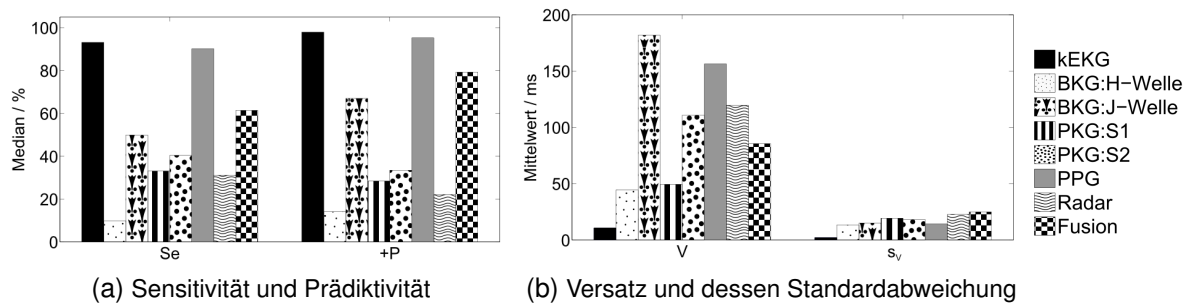 100
80
60
40
20
0
Median / %
Se
+P
(a) Sensitivität und Prädiktivität
200
150
100
50
0
Mittelwert / ms
V
s_v
(b) Versatz und dessen Standardabweichung
kEKG
BKG:H−Welle
BKG:J−Welle
PKG:S1
PKG:S2
PPG
Radar
Fusion